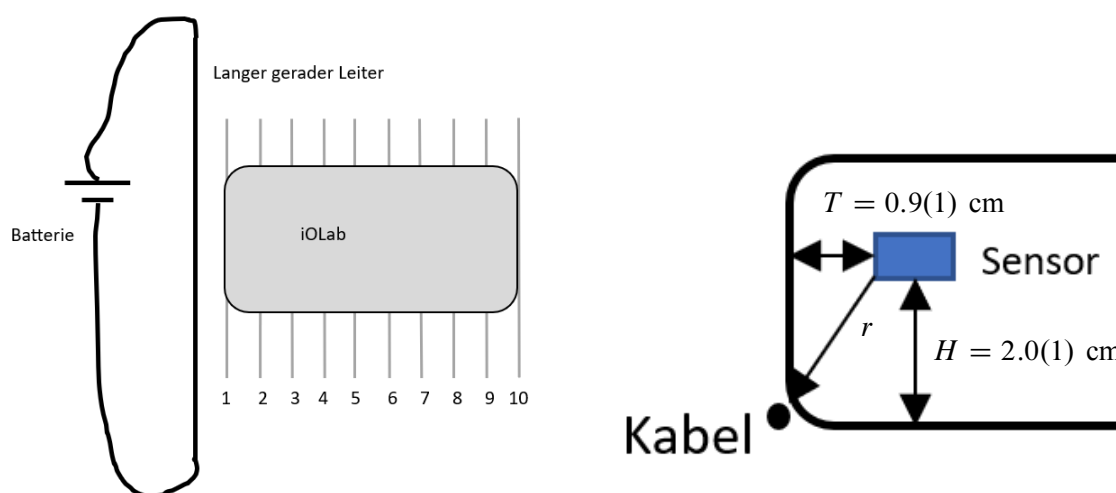 Langer gerader Leiter
Batterie
iOLab
1 2 3 4 5 6 7 8 9 10
T = 0.9(1) cm
Sensor
r
H = 2.0(1) cm
Kabel